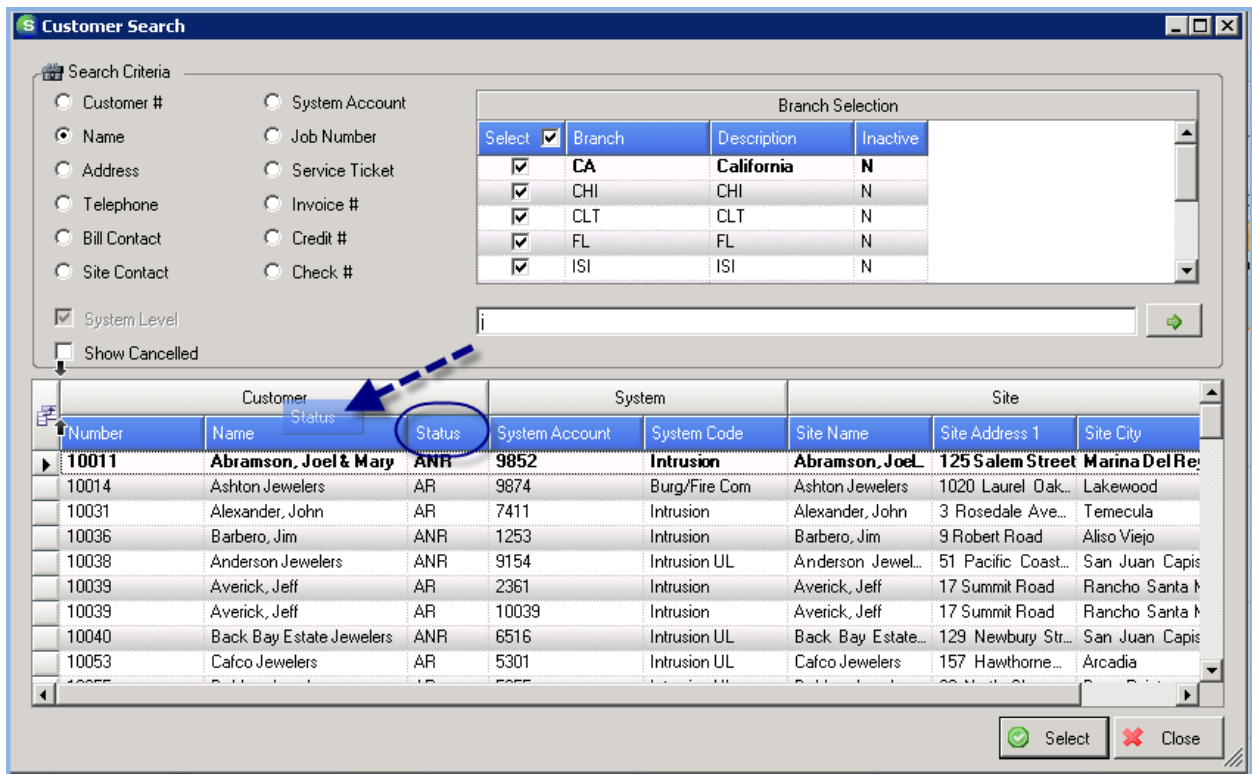 S Customer Search
Search Criteria
Customer # System Account
Name Job Number
Address Service Ticket
Telephone Invoice #
Bill Contact Credit #
Site Contact Check #
System Level
Show Cancelled
Branch Selection
Select Branch Description Inactive
CA California N
CHI CHI N
CLT CLT N
FL FL N
ISI ISI N
j
Customer System Site
Status
Number Name Status System Account System Code Site Name Site Address 1 Site City
10011 Abramson, Joel & Mary ANR 9852 Intrusion Abramson, Joel... 125 Salem Street Marina Del Rey
10014 Ashton Jewelers AR 9874 Burg/Fire Com Ashton Jewelers 1020 Laurel Oak... Lakewood
10031 Alexander, John AR 7411 Intrusion Alexander, John 3 Rosedale Ave... Temecula
10036 Barbero, Jim ANR 1253 Intrusion Barbero, Jim 9 Robert Road Aliso Viejo
10038 Anderson Jewelers ANR 9154 Intrusion UL Anderson Jewel... 51 Pacific Coast... San Juan Capis
10039 Averick, Jeff AR 2361 Intrusion Averick, Jeff 17 Summit Road Rancho Santa
10039 Averick, Jeff AR 10039 Intrusion Averick, Jeff 17 Summit Road Rancho Santa
10040 Back Bay Estate Jewelers ANR 6516 Intrusion UL Back Bay Estate... 129 Newbury Str... San Juan Capis
10053 Cafco Jewelers AR 5301 Intrusion UL Cafco Jewelers 157 Hawthorne... Arcadia
Select Close